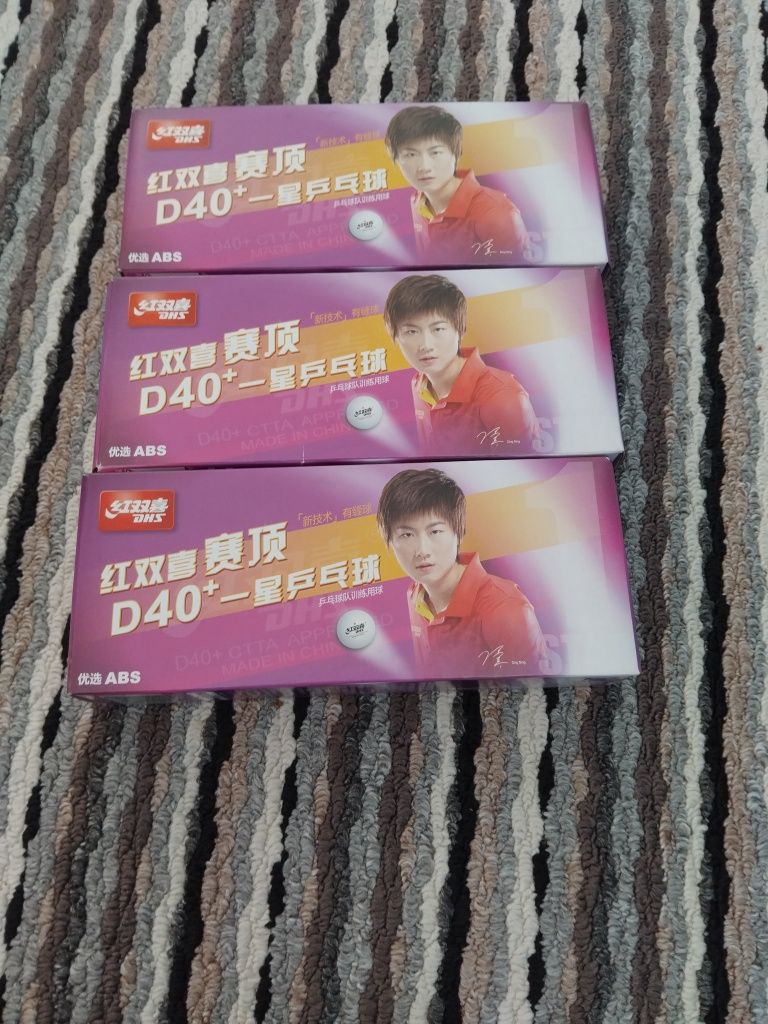 红双喜
DHS
「新技术」有缝球
红双喜 赛顶
D40+一星乒乓球
乒乓球队训练用球
D40+ CTTA APPROVED
MADE IN CHINA
优选 ABS
Ding Ning
红双喜
DHS
「新技术」有缝球
红双喜 赛顶
D40+一星乒乓球
乒乓球队训练用球
D40+ CTTA APPROVED
MADE IN CHINA
优选 ABS
Ding Ning
红双喜
DHS
「新技术」有缝球
红双喜 赛顶
D40+一星乒乓球
乒乓球队训练用球
D40+ CTTA APPROVED
MADE IN CHINA
优选 ABS
Ding Ning